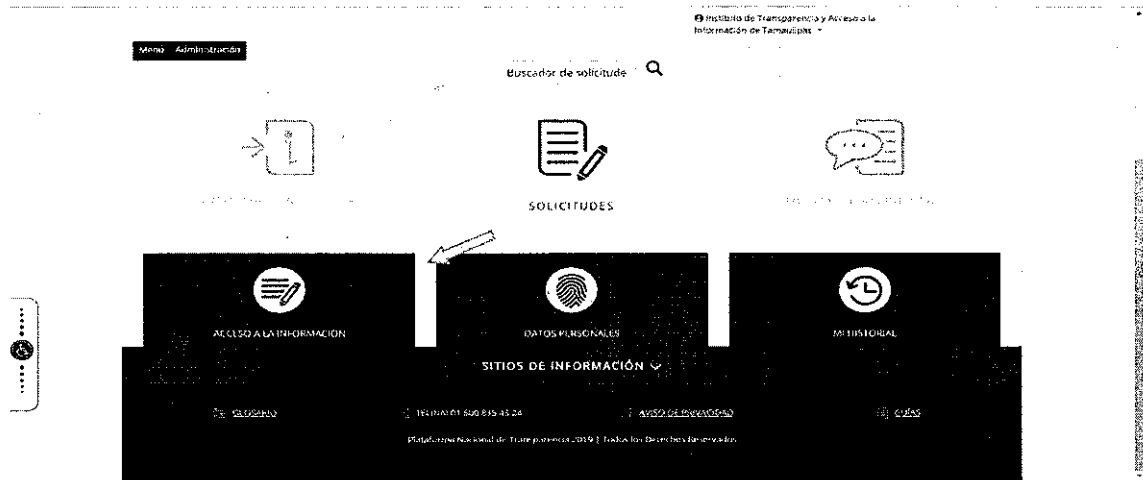 Instituto de Transparencia y Acceso a la
Información de Tamaulipas
Menú Administración
Buscador de solicitude
SOLICITUDES
ACCESO A LA INFORMACIÓN
DATOS PERSONALES
MI HISTORIAL
SITIOS DE INFORMACIÓN
GLOSARIO
TELINAI 01 800 835 43 24
AVISO DE PRIVACIDAD
GUÍAS
Plataforma Nacional de Transparencia 2019 | Todos los Derechos Reservados